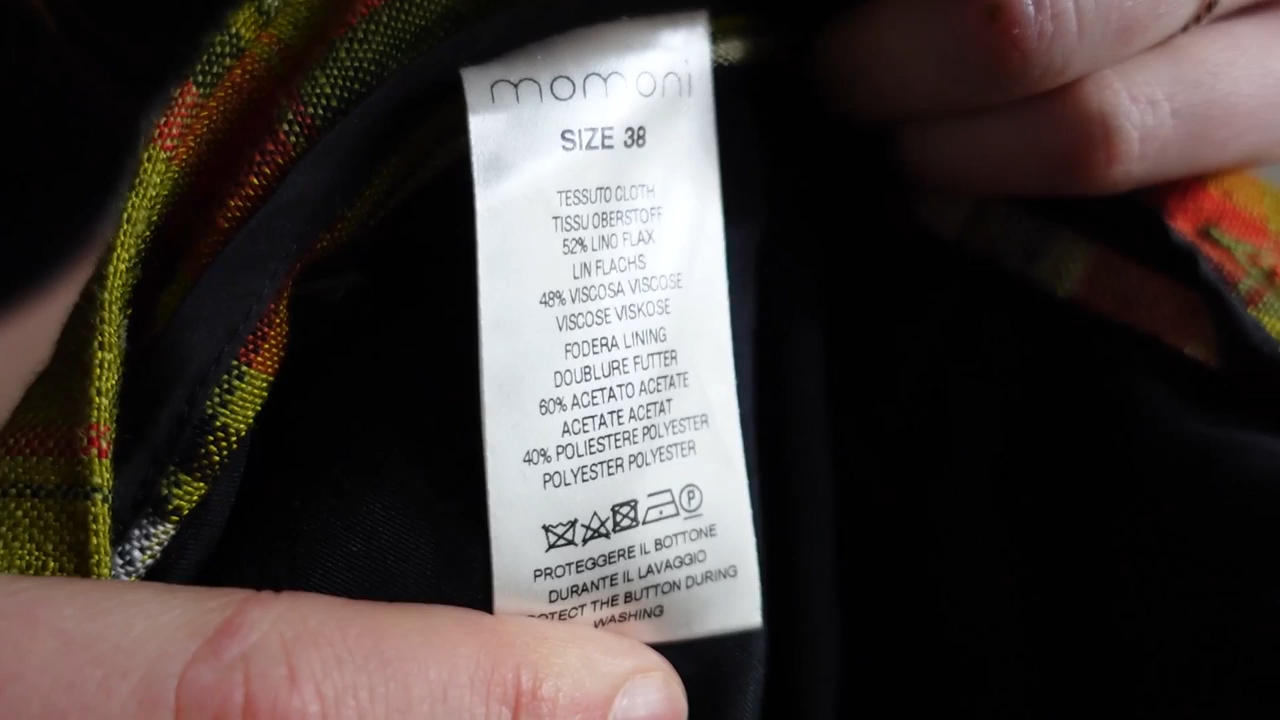 momoni
SIZE 38
TESSUTO CLOTH
TISSU OBERSTOFF
52% LINO FLAX
LIN FLACHS
48% VISCOSA VISCOSE
VISCOSE VISKOSE
FODERA LINING
DOUBLURE FUTTER
60% ACETATO ACETATE
ACETATE ACETAT
40% POLIESTERE POLYESTER
POLYESTER POLYESTER
P
PROTEGGERE IL BOTTONE
DURANTE IL LAVAGGIO
THE BUTTON DURING
WASHING